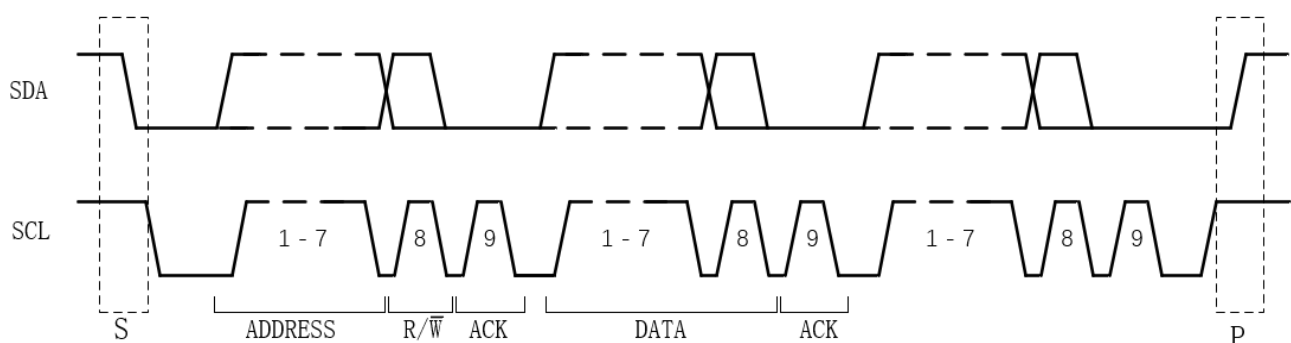 SDA
SCL
1-7 8 9 1-7 8 9 1-7 8 9
S ADDRESS R/W̅ ACK DATA ACK P